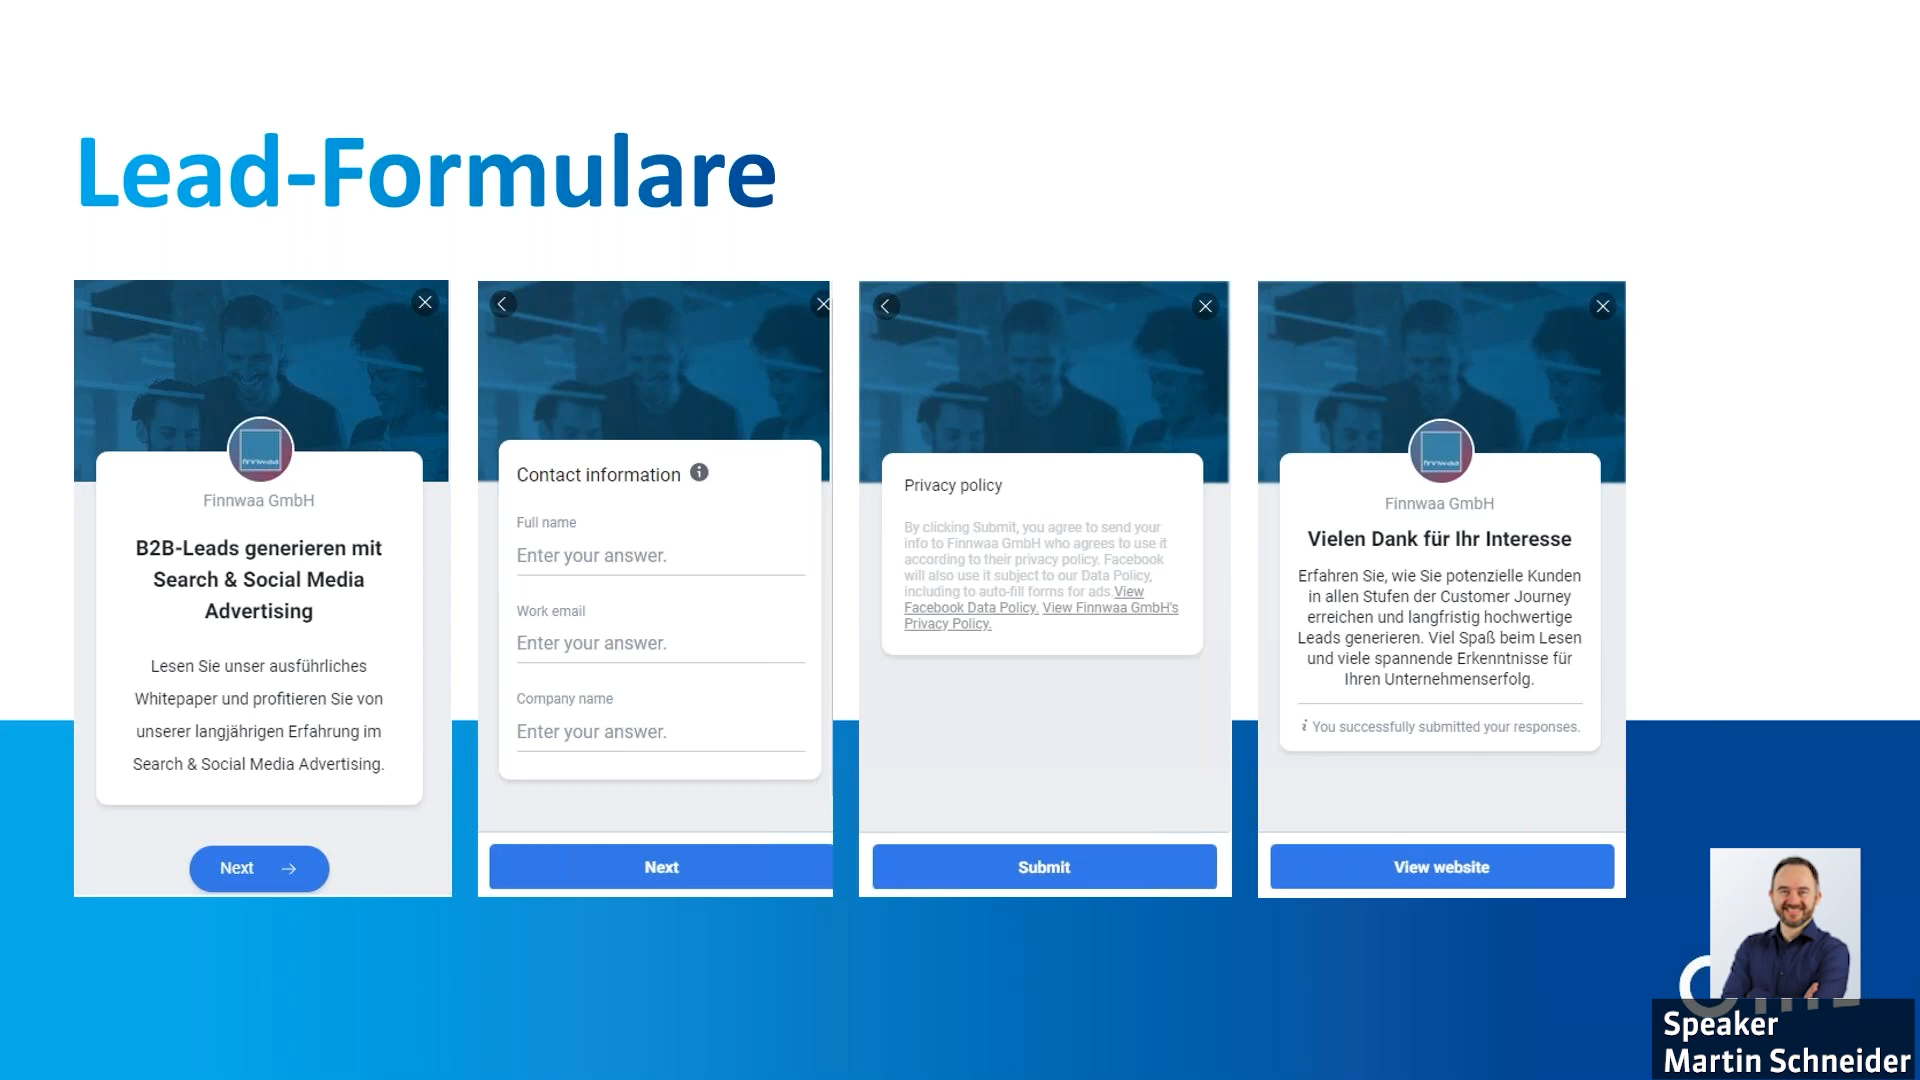 Lead-Formulare
finnwaa
Finnwaa GmbH
B2B-Leads generieren mit
Search & Social Media
Advertising
Lesen Sie unser ausführliches
Whitepaper und profitieren Sie von
unserer langjährigen Erfahrung im
Search & Social Media Advertising.
Next
Contact information
Full name
Enter your answer.
Work email
Enter your answer.
Company name
Enter your answer.
Next
Privacy policy
By clicking Submit, you agree to send your
info to Finnwaa GmbH who agrees to use it
according to their privacy policy. Facebook
will also use it subject to our Data Policy,
including to auto-fill forms for ads.View
Facebook Data Policy. View Finnwaa GmbH's
Privacy Policy.
Submit
finnwaa
Finnwaa GmbH
Vielen Dank für Ihr Interesse
Erfahren Sie, wie Sie potenzielle Kunden
in allen Stufen der Customer Journey
erreichen und langfristig hochwertige
Leads generieren. Viel Spaß beim Lesen
und viele spannende Erkenntnisse für
Ihren Unternehmenserfolg.
You successfully submitted your responses.
View website
Speaker
Martin Schneider